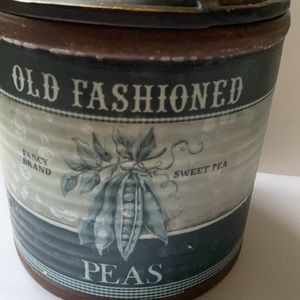 OLD FASHIONED
FANCY
BRAND
SWEET PEA
PEAS